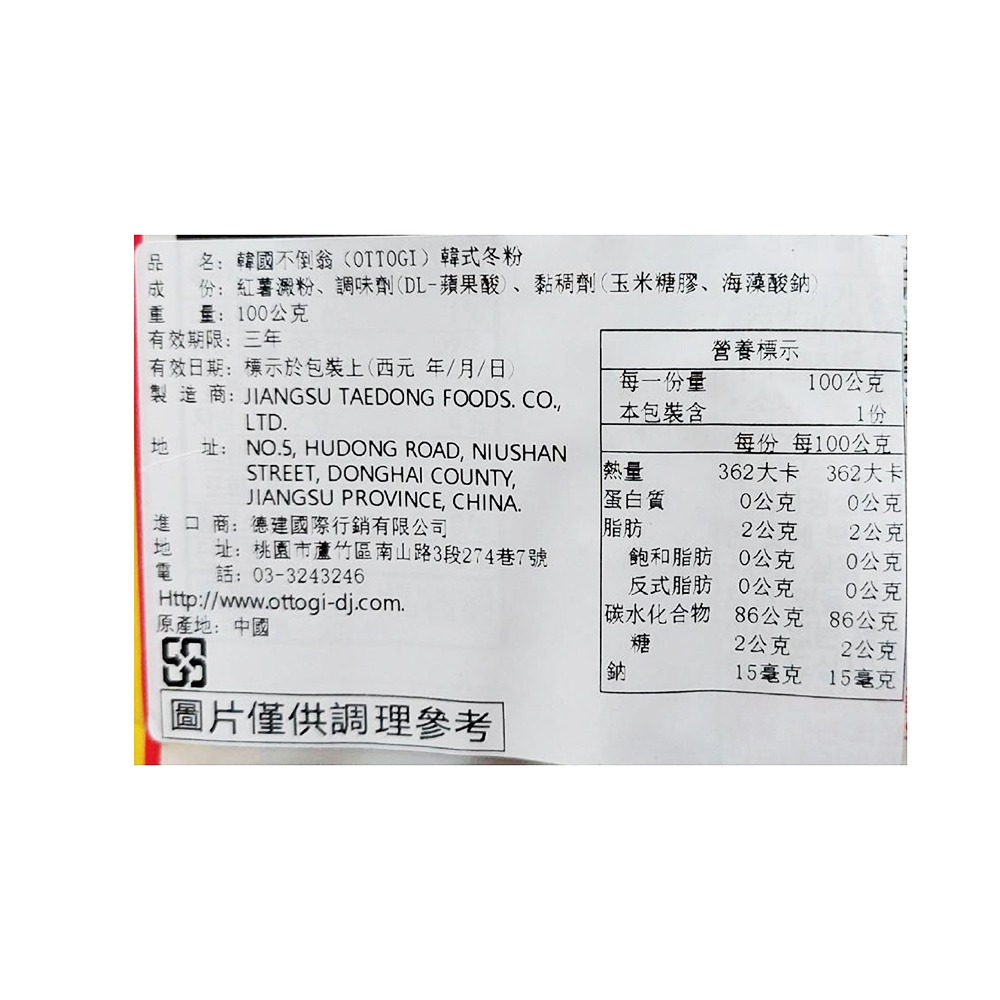 品 名：韓國不倒翁（OTTOGI）韓式冬粉
成 份：紅薯澱粉、調味劑(DL-蘋果酸)、黏稠劑(玉米糖膠、海藻酸鈉)
重 量：100公克
有效期限：三年
有效日期：標示於包裝上(西元 年/月/日)
製 造 商：JIANGSU TAEDONG FOODS. CO.,
LTD.
地 址：NO.5, HUDONG ROAD, NIUSHAN
STREET, DONGHAI COUNTY,
JIANGSU PROVINCE, CHINA.
進 口 商：德建國際行銷有限公司
地 址：桃園市蘆竹區南山路3段274巷7號
電 話：03-3243246
Http://www.ottogi-dj.com.
原產地：中國
圖片僅供調理參考
營養標示
每一份量 100公克
本包裝含 1份
每份 每100公克
熱量 362大卡 362大卡
蛋白質 0公克 0公克
脂肪 2公克 2公克
飽和脂肪 0公克 0公克
反式脂肪 0公克 0公克
碳水化合物 86公克 86公克
糖 2公克 2公克
鈉 15毫克 15毫克